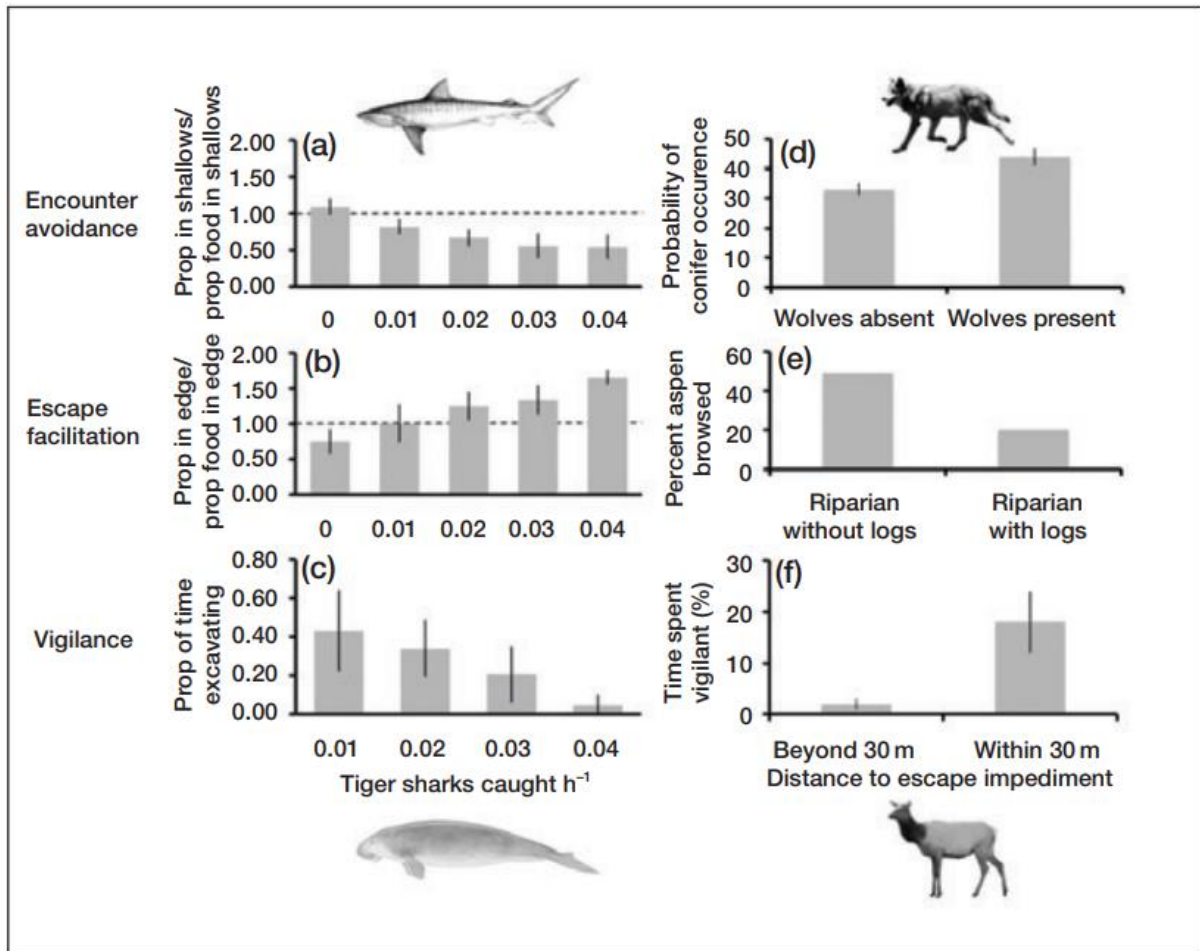 Encounter
avoidance
Prop in shallows/
prop food in shallows
2.00
1.50
1.00
0.50
0.00
(a)
0 0.01 0.02 0.03 0.04
Probability of
conifer occurence
50
40
30
20
10
0
(d)
Wolves absent Wolves present
Escape
facilitation
Prop in edge/
prop food in edge
2.00
1.50
1.00
0.50
0.00
(b)
0 0.01 0.02 0.03 0.04
Percent aspen
browsed
60
40
20
0
(e)
Riparian
without logs
Riparian
with logs
Vigilance
Prop of time
excavating
0.80
0.60
0.40
0.20
0.00
(c)
0.01 0.02 0.03 0.04
Tiger sharks caught h⁻¹
Time spent
vigilant (%)
30
20
10
0
(f)
Beyond 30 m Within 30 m
Distance to escape impediment